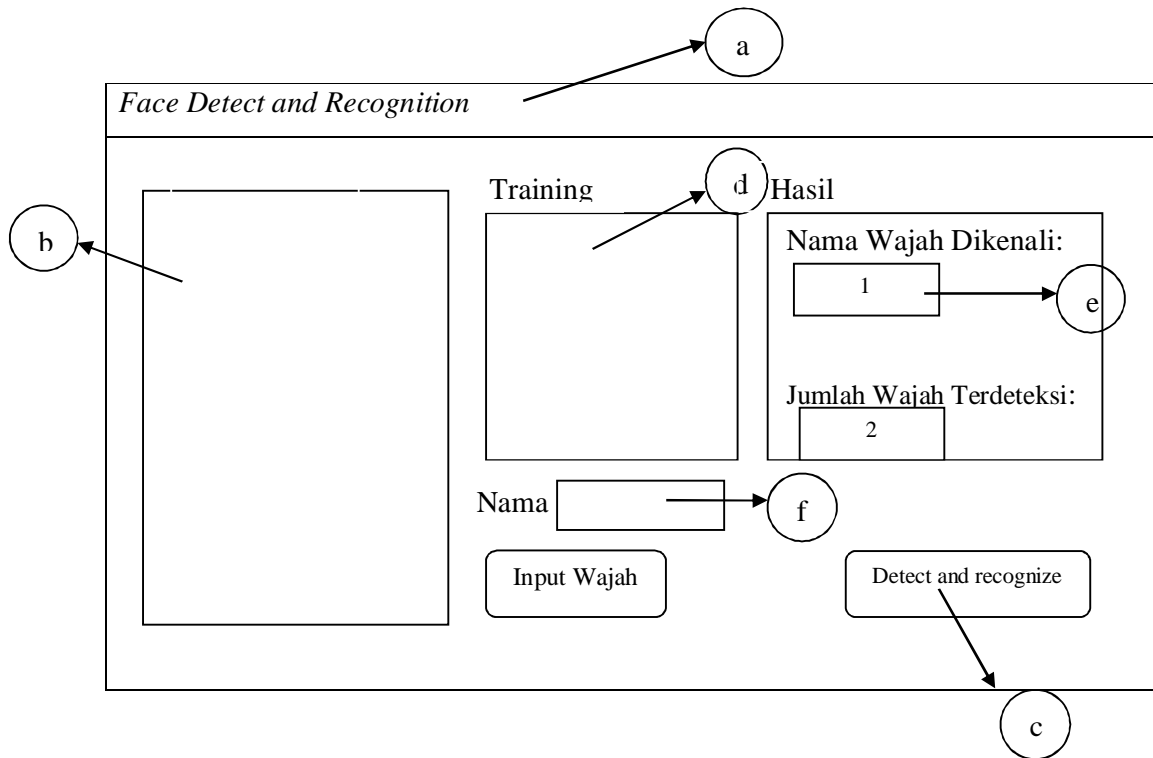 a
Face Detect and Recognition
Training
d
Hasil
b
Nama Wajah Dikenali:
1
e
Jumlah Wajah Terdeteksi:
2
Nama
f
Input Wajah
Detect and recognize
c